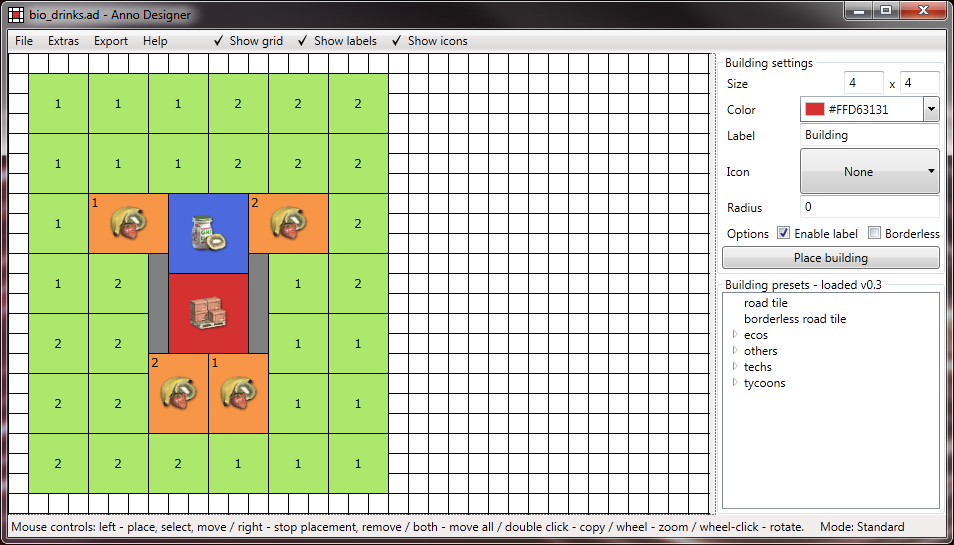 bio_drinks.ad - Anno Designer
File Extras Export Help ✓ Show grid ✓ Show labels ✓ Show icons
1 1 1 2 2 2
1 1 1 2 2 2
1 1 2 2
1 2 1 2
2 2 1 1
2 1
2 2 1 1
2 2 2 1 1 1
Building settings
Size 4 x 4
Color #FFD63131
Label Building
Icon None
Radius 0
Options Enable label Borderless
Place building
Building presets - loaded v0.3
road tile
borderless road tile
ecos
others
techs
tycoons
Mouse controls: left - place, select, move / right - stop placement, remove / both - move all / double click - copy / wheel - zoom / wheel-click - rotate. Mode: Standard